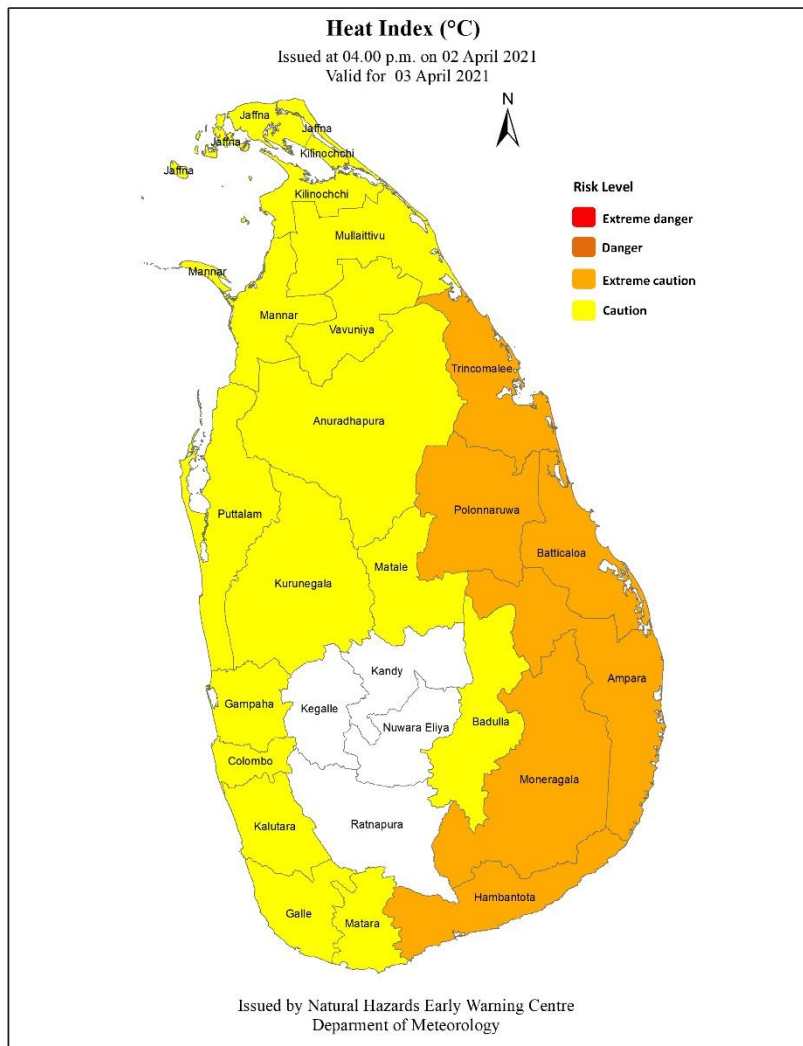 Heat Index (°C)
Issued at 04.00 p.m. on 02 April 2021
Valid for 03 April 2021
N
Jaffna
Jaffna
Jaffna
Kilinochchi
Jaffna
Kilinochchi
Mullaittivu
Mannar
Mannar
Vavuniya
Trincomalee
Anuradhapura
Polonnaruwa
Puttalam
Batticaloa
Matale
Kurunegala
Kandy
Ampara
Gampaha
Kegalle
Nuwara Eliya
Badulla
Colombo
Moneragala
Kalutara
Ratnapura
Hambantota
Galle
Matara
Risk Level
Extreme danger
Danger
Extreme caution
Caution
Issued by Natural Hazards Early Warning Centre
Deparment of Meteorology